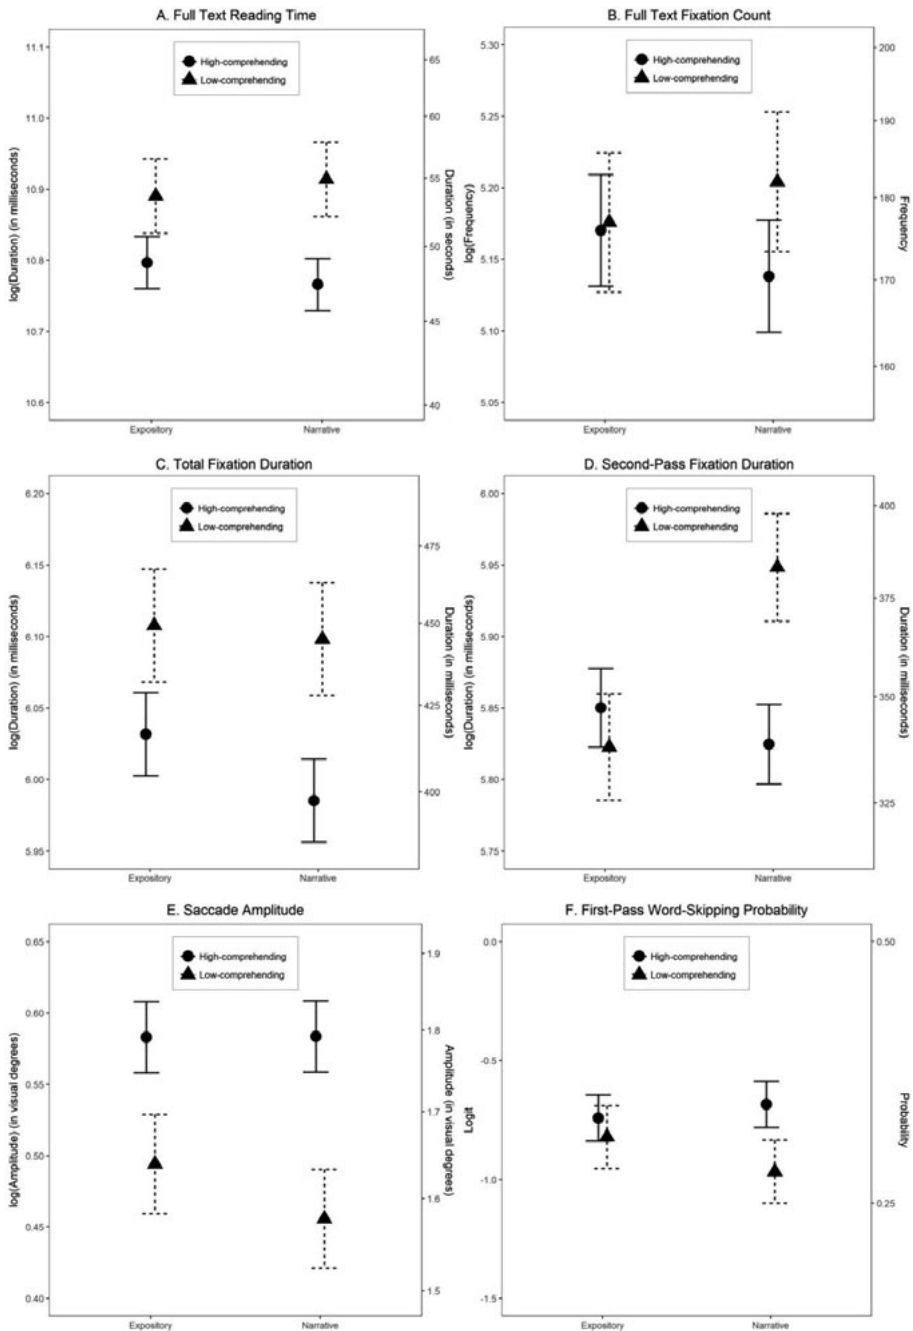 A. Full Text Reading Time
High-comprehending
Low-comprehending
log(Duration) (in milliseconds)
11.1
11.0
10.9
10.8
10.7
10.6
Duration (in seconds)
65
60
55
50
45
40
Expository
Narrative
B. Full Text Fixation Count
High-comprehending
Low-comprehending
log(Frequency)
5.30
5.25
5.20
5.15
5.10
5.05
Frequency
200
190
180
170
160
Expository
Narrative
C. Total Fixation Duration
High-comprehending
Low-comprehending
log(Duration) (in milliseconds)
6.20
6.15
6.10
6.05
6.00
5.95
Duration (in milliseconds)
475
450
425
400
Expository
Narrative
D. Second-Pass Fixation Duration
High-comprehending
Low-comprehending
log(Duration) (in milliseconds)
6.00
5.95
5.90
5.85
5.80
5.75
Duration (in milliseconds)
400
375
350
325
Expository
Narrative
E. Saccade Amplitude
High-comprehending
Low-comprehending
log(Amplitude) (in visual degrees)
0.65
0.60
0.55
0.50
0.45
0.40
Amplitude (in visual degrees)
1.9
1.8
1.7
1.6
1.5
Expository
Narrative
F. First-Pass Word-Skipping Probability
High-comprehending
Low-comprehending
Logit
0.0
-0.5
-1.0
-1.5
Probability
0.50
0.25
Expository
Narrative